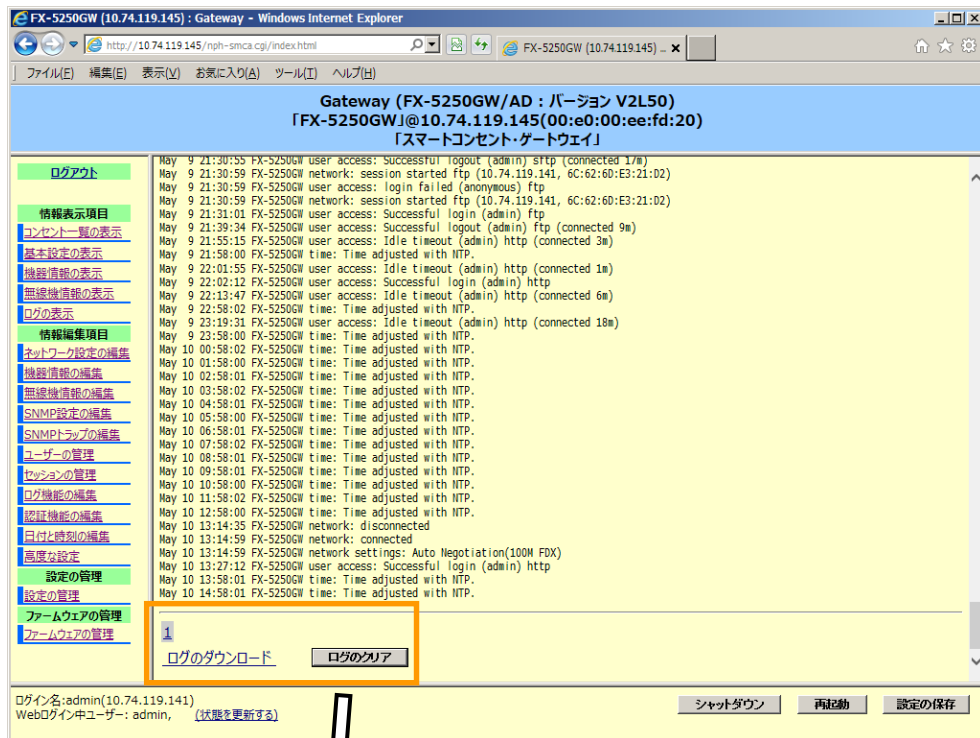 FX-5250GW (10.74.119.145) : Gateway - Windows Internet Explorer
http://10.74.119.145/nph-smca.cgi/index.html
FX-5250GW (10.74.119.145) ...
ファイル(F) 編集(E) 表示(V) お気に入り(A) ツール(T) ヘルプ(H)
Gateway (FX-5250GW/AD : バージョン V2L50)
「FX-5250GW」@10.74.119.145(00:e0:00:ee:fd:20)
「スマートコンセント・ゲートウェイ」
ログアウト
情報表示項目
コンセント一覧の表示
基本設定の表示
機器情報の表示
無線機情報の表示
ログの表示
情報編集項目
ネットワーク設定の編集
機器情報の編集
無線機情報の編集
SNMP設定の編集
SNMPトラップの編集
ユーザーの管理
セッションの管理
ログ機能の編集
認証機能の編集
日付と時刻の編集
高度な設定
設定の管理
設定の管理
ファームウェアの管理
ファームウェアの管理
May 9 21:30:55 FX-5250GW user access: Successful logout (admin) sftp (connected 17m)
May 9 21:30:59 FX-5250GW network: session started ftp (10.74.119.141, 6C:62:6D:E3:21:D2)
May 9 21:30:59 FX-5250GW user access: login failed (anonymous) ftp
May 9 21:30:59 FX-5250GW network: session started ftp (10.74.119.141, 6C:62:6D:E3:21:D2)
May 9 21:31:01 FX-5250GW user access: Successful login (admin) ftp
May 9 21:39:34 FX-5250GW user access: Successful logout (admin) ftp (connected 9m)
May 9 21:55:15 FX-5250GW user access: Idle timeout (admin) http (connected 3m)
May 9 21:58:00 FX-5250GW time: Time adjusted with NTP.
May 9 22:01:55 FX-5250GW user access: Idle timeout (admin) http (connected 1m)
May 9 22:02:12 FX-5250GW user access: Successful login (admin) http
May 9 22:13:47 FX-5250GW user access: Idle timeout (admin) http (connected 6m)
May 9 22:58:02 FX-5250GW time: Time adjusted with NTP.
May 9 23:19:31 FX-5250GW user access: Idle timeout (admin) http (connected 18m)
May 9 23:58:00 FX-5250GW time: Time adjusted with NTP.
May 10 00:58:02 FX-5250GW time: Time adjusted with NTP.
May 10 01:58:00 FX-5250GW time: Time adjusted with NTP.
May 10 02:58:01 FX-5250GW time: Time adjusted with NTP.
May 10 03:58:02 FX-5250GW time: Time adjusted with NTP.
May 10 04:58:01 FX-5250GW time: Time adjusted with NTP.
May 10 05:58:00 FX-5250GW time: Time adjusted with NTP.
May 10 06:58:01 FX-5250GW time: Time adjusted with NTP.
May 10 07:58:02 FX-5250GW time: Time adjusted with NTP.
May 10 08:58:01 FX-5250GW time: Time adjusted with NTP.
May 10 09:58:01 FX-5250GW time: Time adjusted with NTP.
May 10 10:58:00 FX-5250GW time: Time adjusted with NTP.
May 10 11:58:02 FX-5250GW time: Time adjusted with NTP.
May 10 12:58:00 FX-5250GW time: Time adjusted with NTP.
May 10 13:14:35 FX-5250GW network: disconnected
May 10 13:14:59 FX-5250GW network: connected
May 10 13:14:59 FX-5250GW network settings: Auto Negotiation(100M FDX)
May 10 13:27:12 FX-5250GW user access: Successful login (admin) http
May 10 13:58:01 FX-5250GW time: Time adjusted with NTP.
May 10 14:58:01 FX-5250GW time: Time adjusted with NTP.
1
ログのダウンロード ログのクリア
ログイン名:admin(10.74.119.141)
Webログイン中ユーザー: admin, (状態を更新する)
シャットダウン 再起動 設定の保存